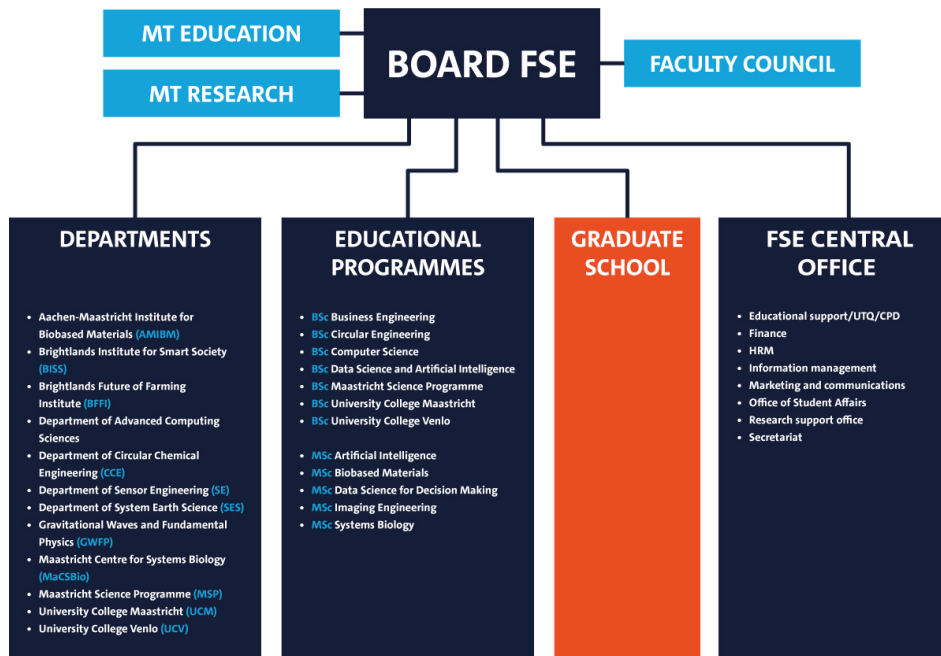 MT EDUCATION
MT RESEARCH
BOARD FSE
FACULTY COUNCIL
DEPARTMENTS
• Aachen-Maastricht Institute for
Biobased Materials (AMIBM)
• Brightlands Institute for Smart Society
(BISS)
• Brightlands Future of Farming
Institute (BFFI)
• Department of Advanced Computing
Sciences
• Department of Circular Chemical
Engineering (CCE)
• Department of Sensor Engineering (SE)
• Department of System Earth Science (SES)
• Gravitational Waves and Fundamental
Physics (GWFP)
• Maastricht Centre for Systems Biology
(MaCSBio)
• Maastricht Science Programme (MSP)
• University College Maastricht (UCM)
• University College Venlo (UCV)
EDUCATIONAL
PROGRAMMES
• BSc Business Engineering
• BSc Circular Engineering
• BSc Computer Science
• BSc Data Science and Artificial Intelligence
• BSc Maastricht Science Programme
• BSc University College Maastricht
• BSc University College Venlo
• MSc Artificial Intelligence
• MSc Biobased Materials
• MSc Data Science for Decision Making
• MSc Imaging Engineering
• MSc Systems Biology
GRADUATE
SCHOOL
FSE CENTRAL
OFFICE
• Educational support/UTQ/CPD
• Finance
• HRM
• Information management
• Marketing and communications
• Office of Student Affairs
• Research support office
• Secretariat